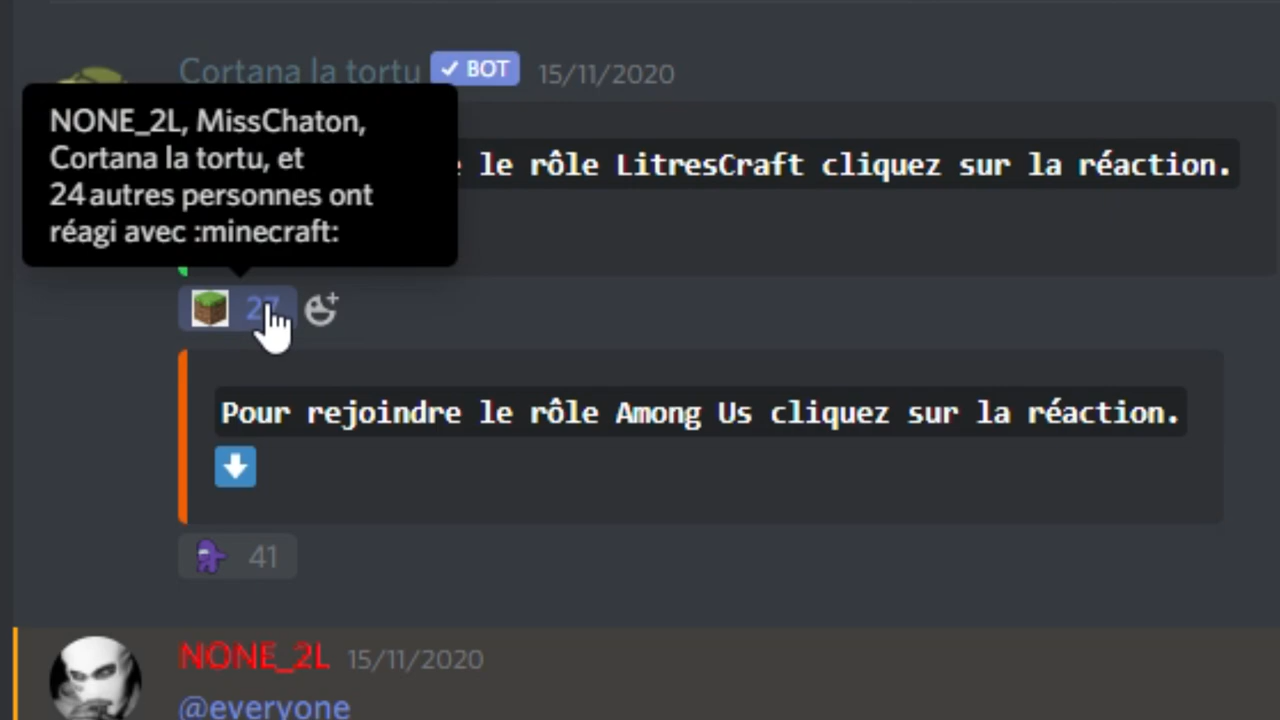 Cortana la tortu ✓ BOT 15/11/2020
NONE_2L, MissChaton,
Cortana la tortu, et
24 autres personnes ont
réagi avec :minecraft:
le rôle LitresCraft cliquez sur la réaction.
27
Pour rejoindre le rôle Among Us cliquez sur la réaction.
41
NONE_2L 15/11/2020
@everyone